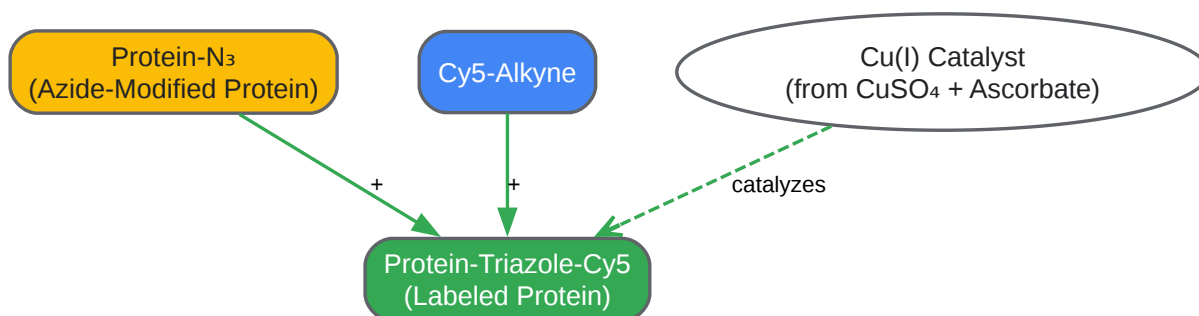 Protein-N₃
(Azide-Modified Protein)
Cy5-Alkyne
Cu(I) Catalyst
(from CuSO₄ + Ascorbate)
+
+
catalyzes
Protein-Triazole-Cy5
(Labeled Protein)